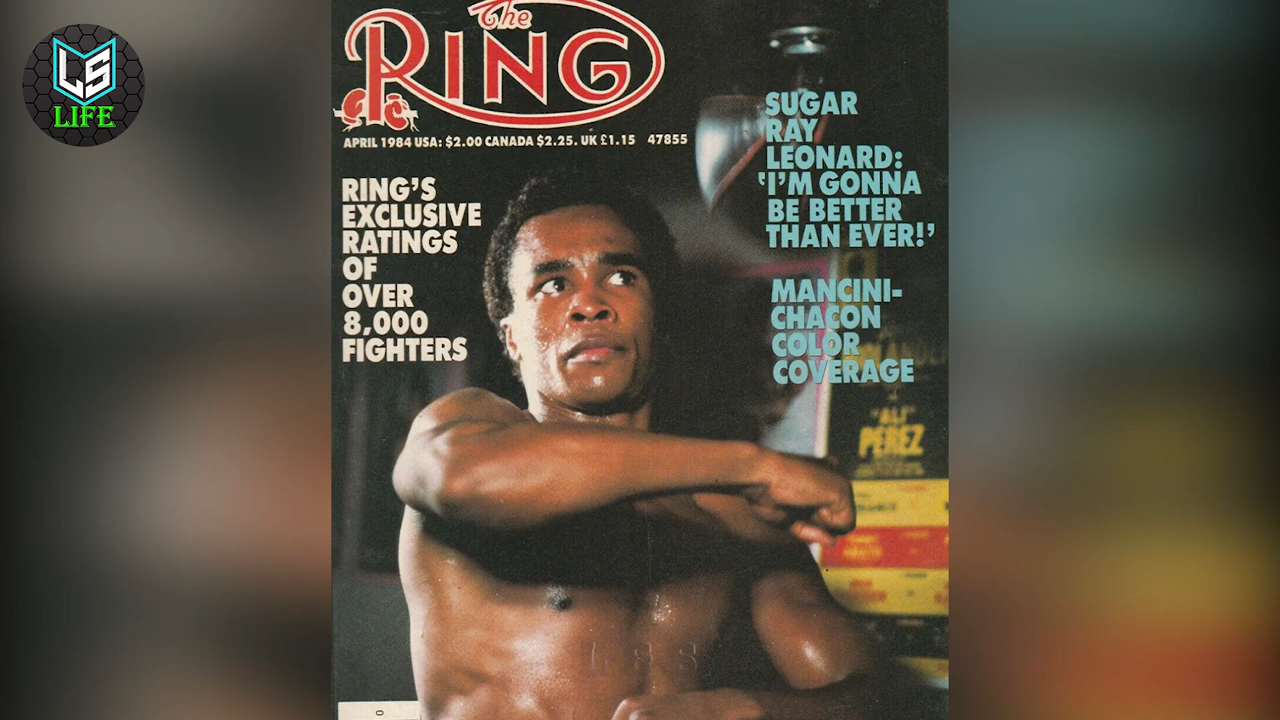 LS
LIFE
The
RING
APRIL 1984 USA: $2.00 CANADA $2.25. UK £1.15 47855
RING'S
EXCLUSIVE
RATINGS
OF
OVER
8,000
FIGHTERS
SUGAR
RAY
LEONARD:
'I'M GONNA
BE BETTER
THAN EVER!'
MANCINI-
CHACON
COLOR
COVERAGE
"ALI"
PEREZ